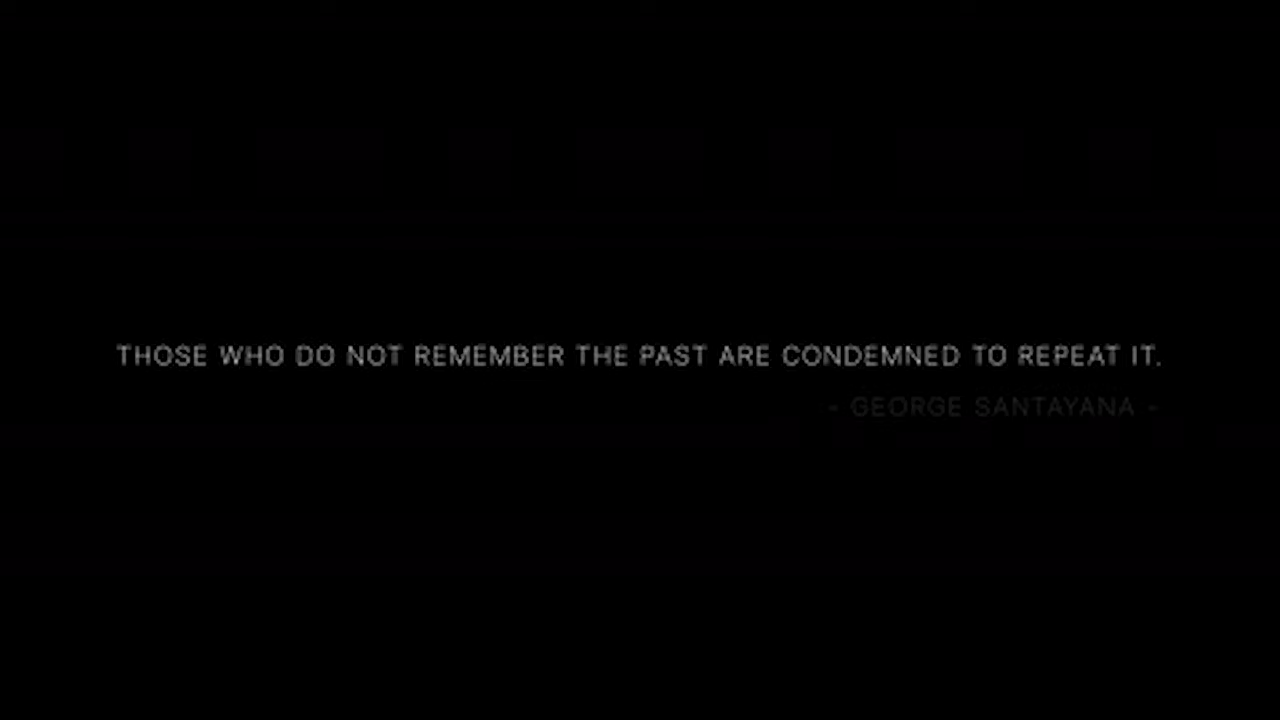 THOSE WHO DO NOT REMEMBER THE PAST ARE CONDEMNED TO REPEAT IT.
- GEORGE SANTAYANA -